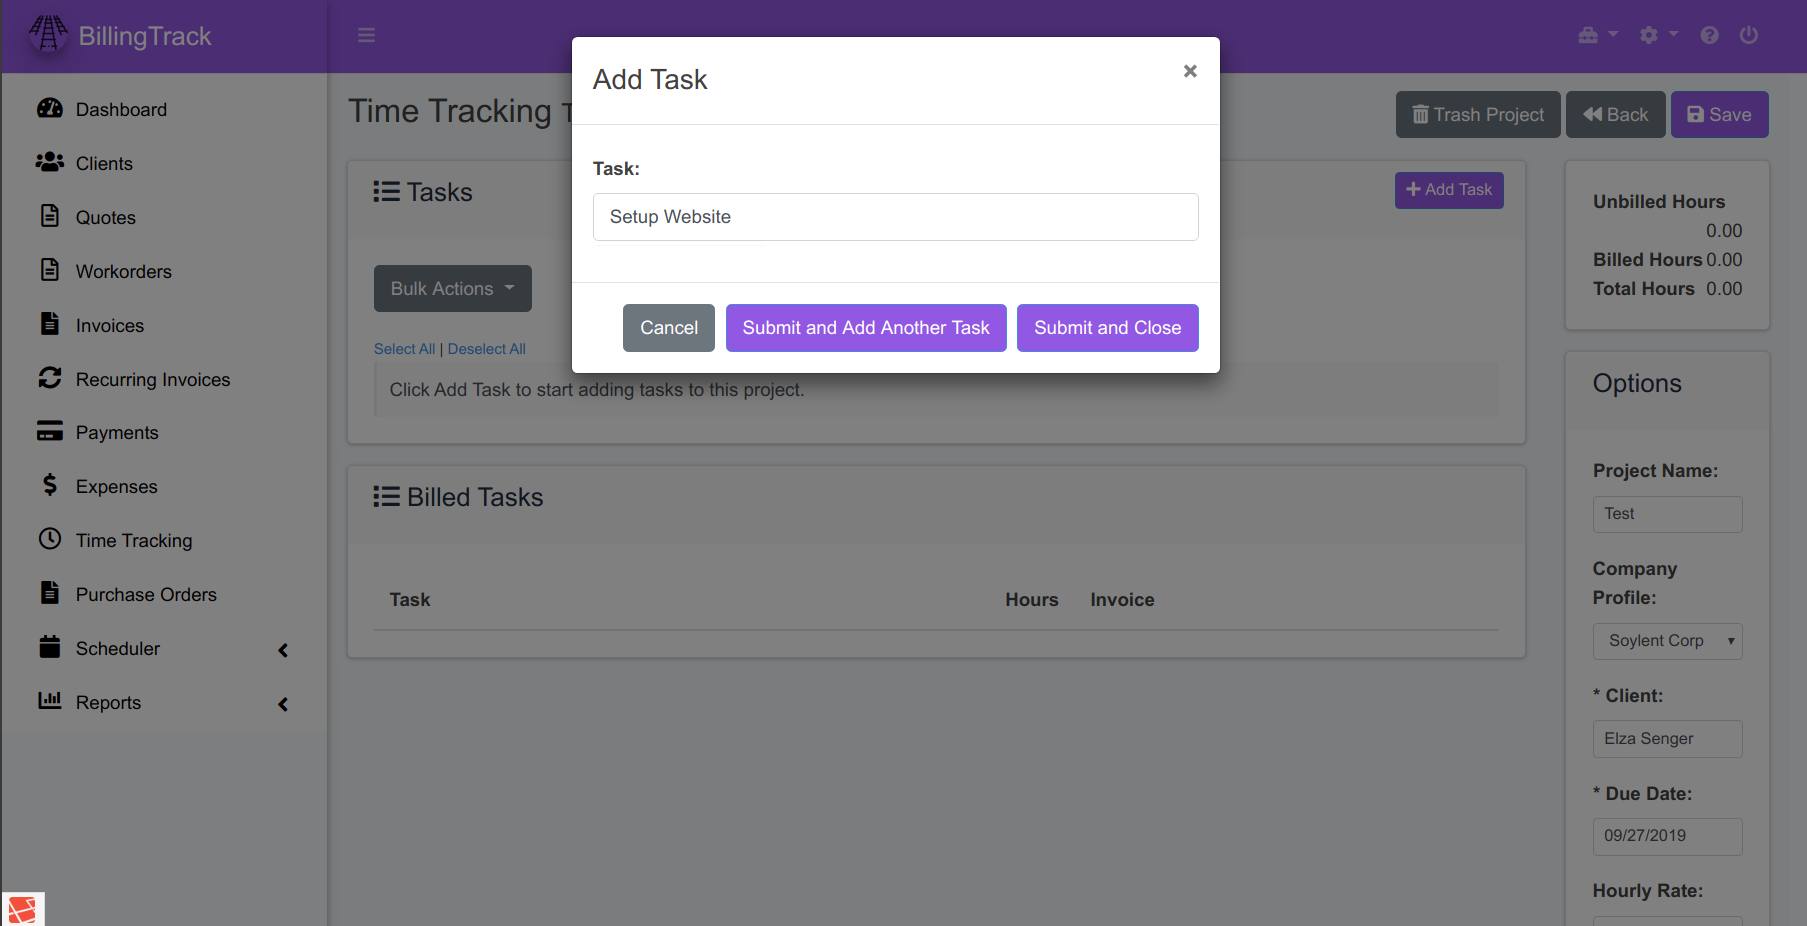 BillingTrack
Dashboard
Clients
Quotes
Workorders
Invoices
Recurring Invoices
Payments
Expenses
Time Tracking
Purchase Orders
Scheduler
Reports
Time Tracking
Trash Project
Back
Save
Add Task
×
Task:
Setup Website
Cancel
Submit and Add Another Task
Submit and Close
Tasks
Add Task
Bulk Actions
Select All | Deselect All
Click Add Task to start adding tasks to this project.
Billed Tasks
Task Hours Invoice
Unbilled Hours
0.00
Billed Hours 0.00
Total Hours 0.00
Options
Project Name:
Test
Company
Profile:
Soylent Corp
* Client:
Elza Senger
* Due Date:
09/27/2019
Hourly Rate: